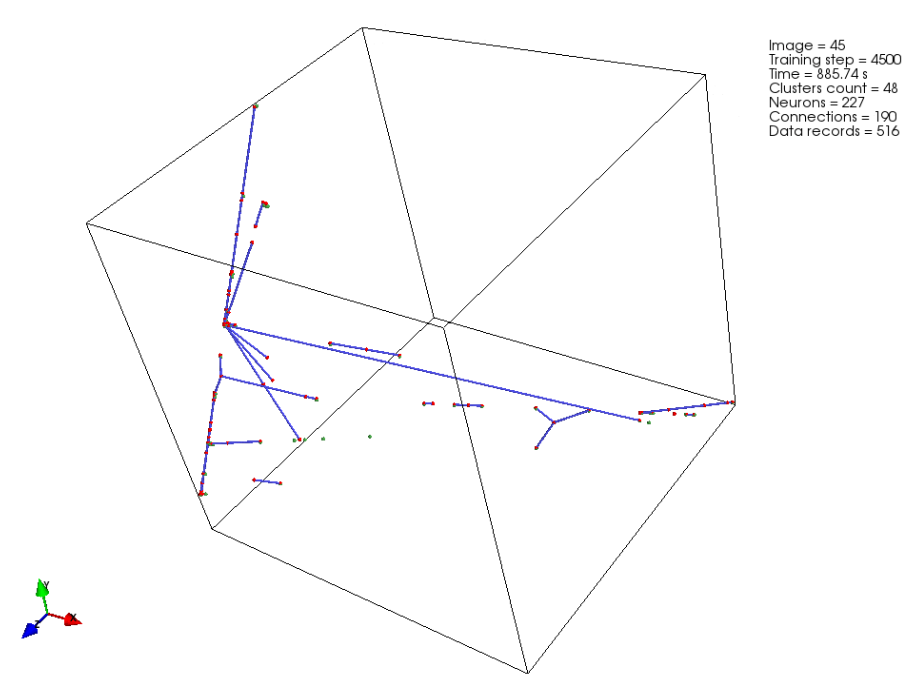 Image = 45
Training step = 4500
Time = 885.74 s
Clusters count = 48
Neurons = 227
Connections = 190
Data records = 516
Y
X
Z